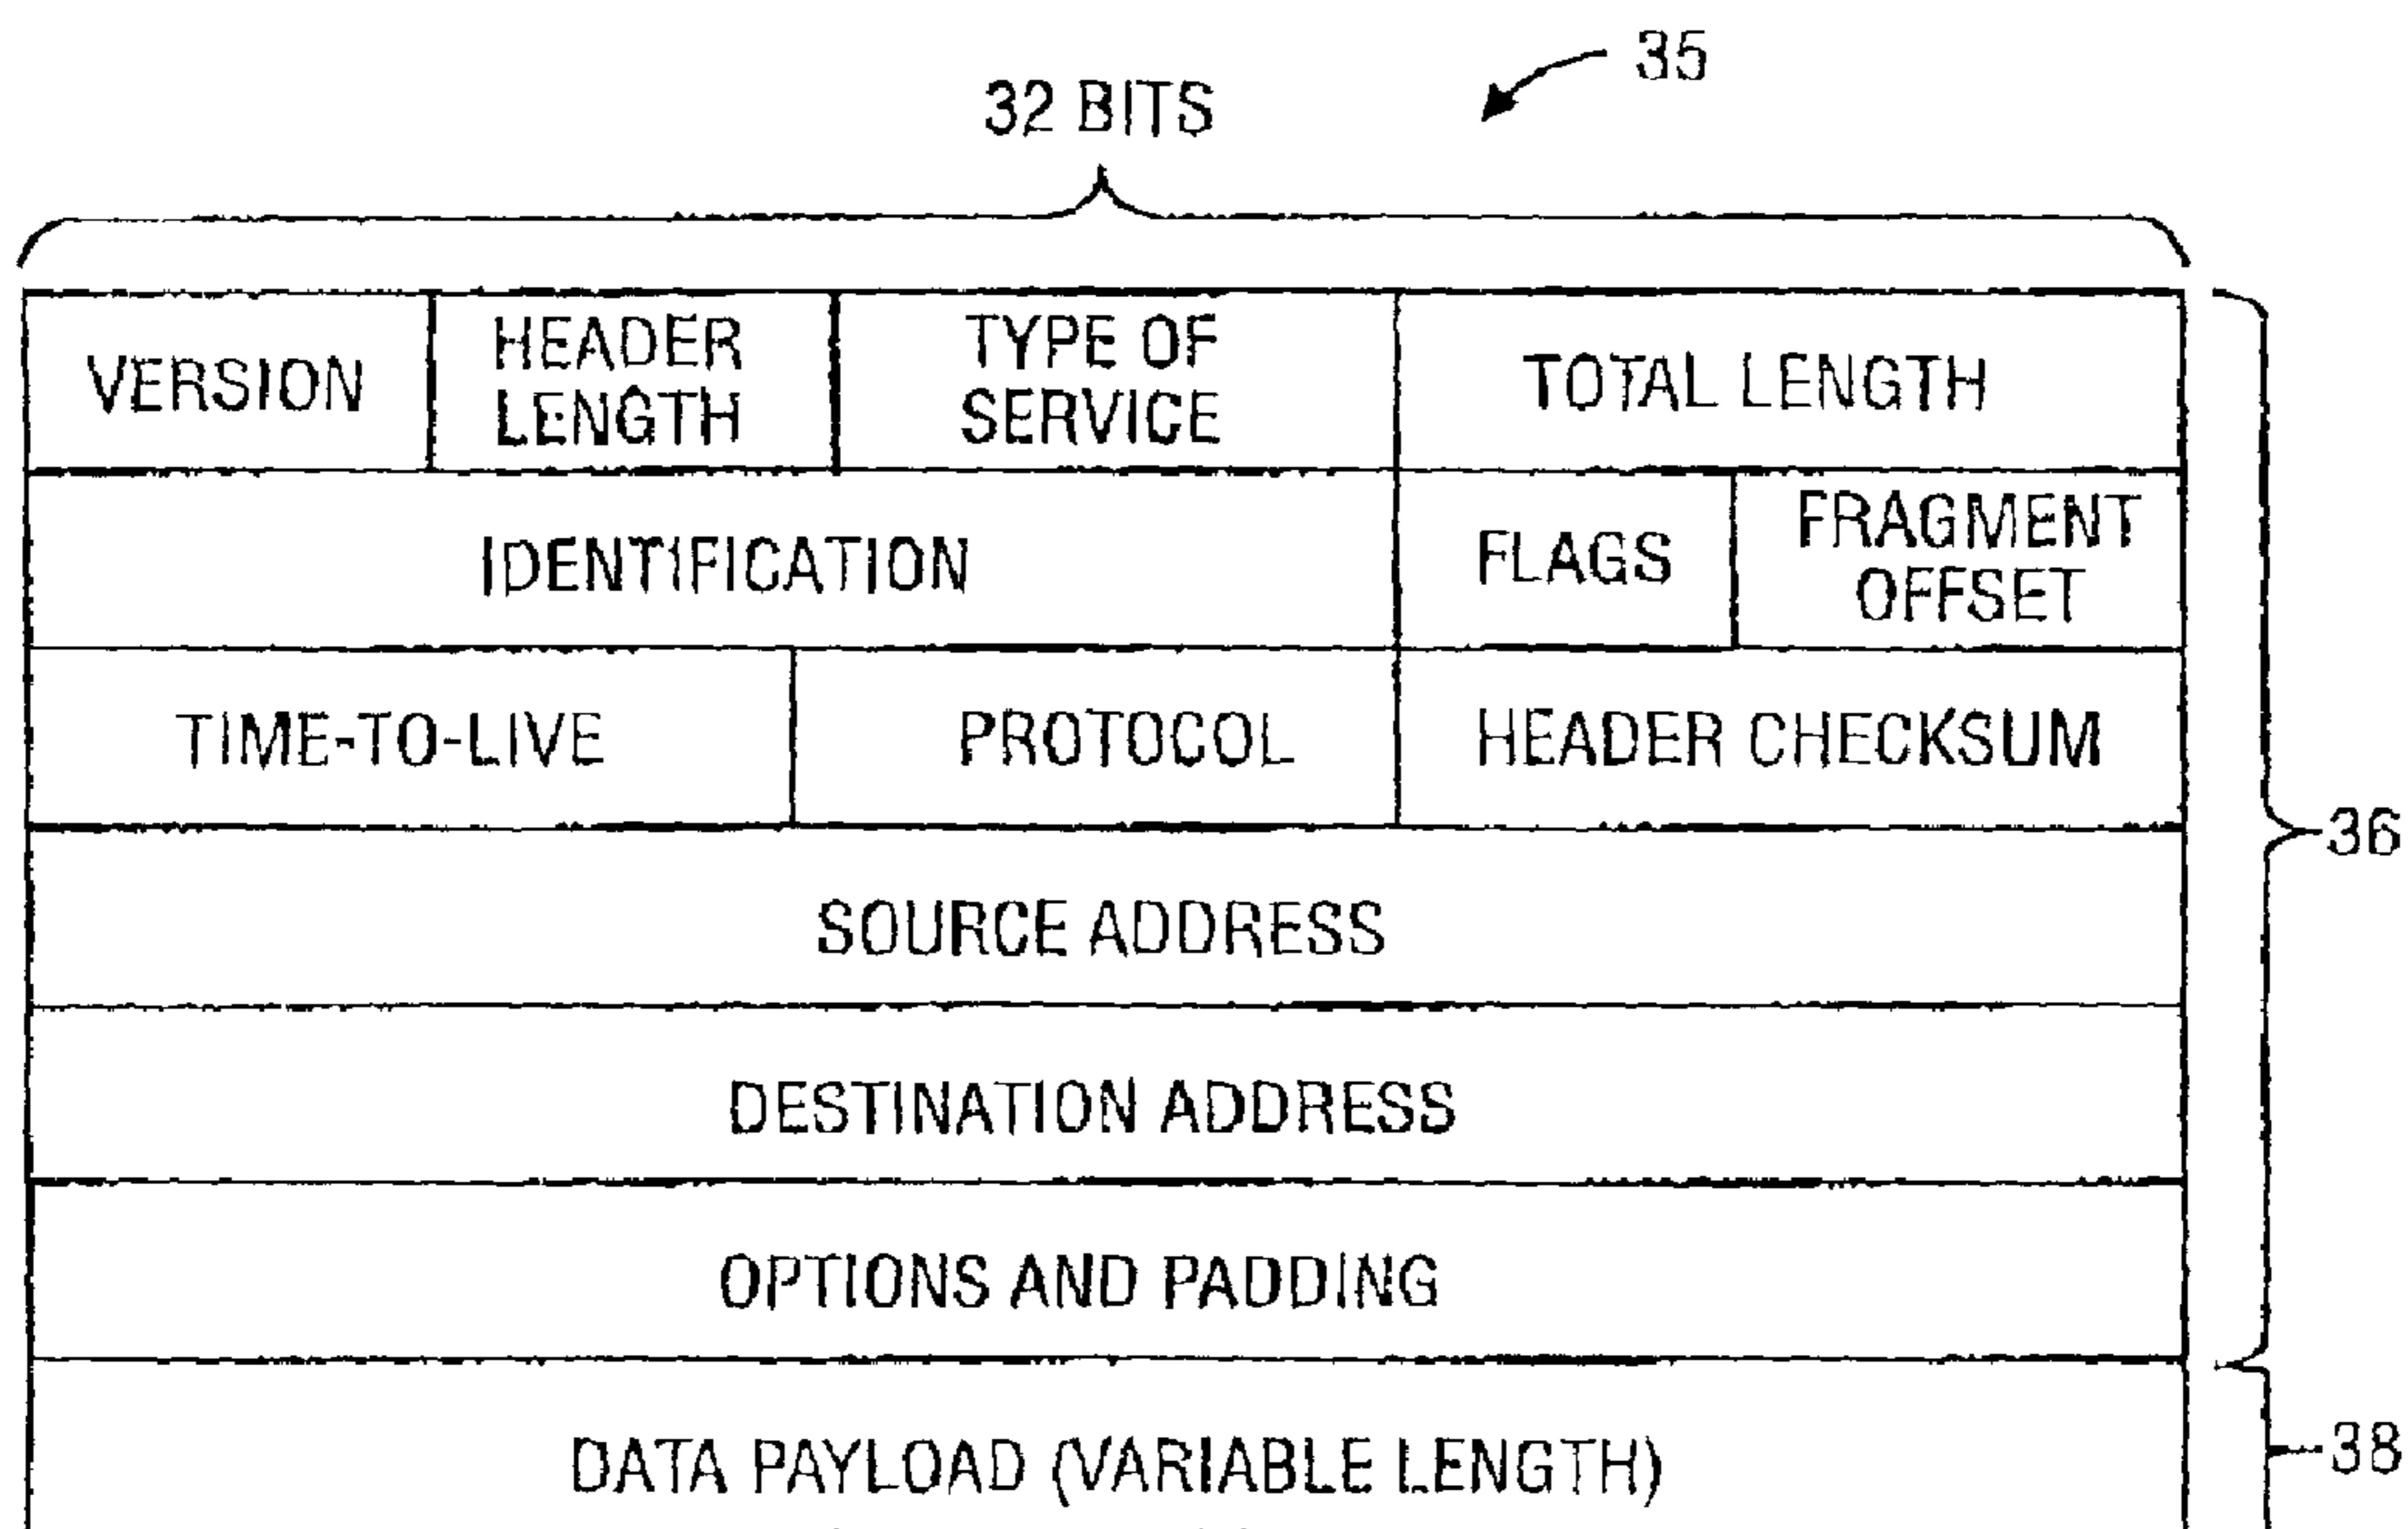 35
32 BITS
VERSION
HEADER
LENGTH
TYPE OF
SERVICE
TOTAL LENGTH
IDENTIFICATION
FLAGS
FRAGMENT
OFFSET
TIME-TO-LIVE
PROTOCOL
HEADER CHECKSUM
36
SOURCE ADDRESS
DESTINATION ADDRESS
OPTIONS AND PADDING
DATA PAYLOAD (VARIABLE LENGTH)
38